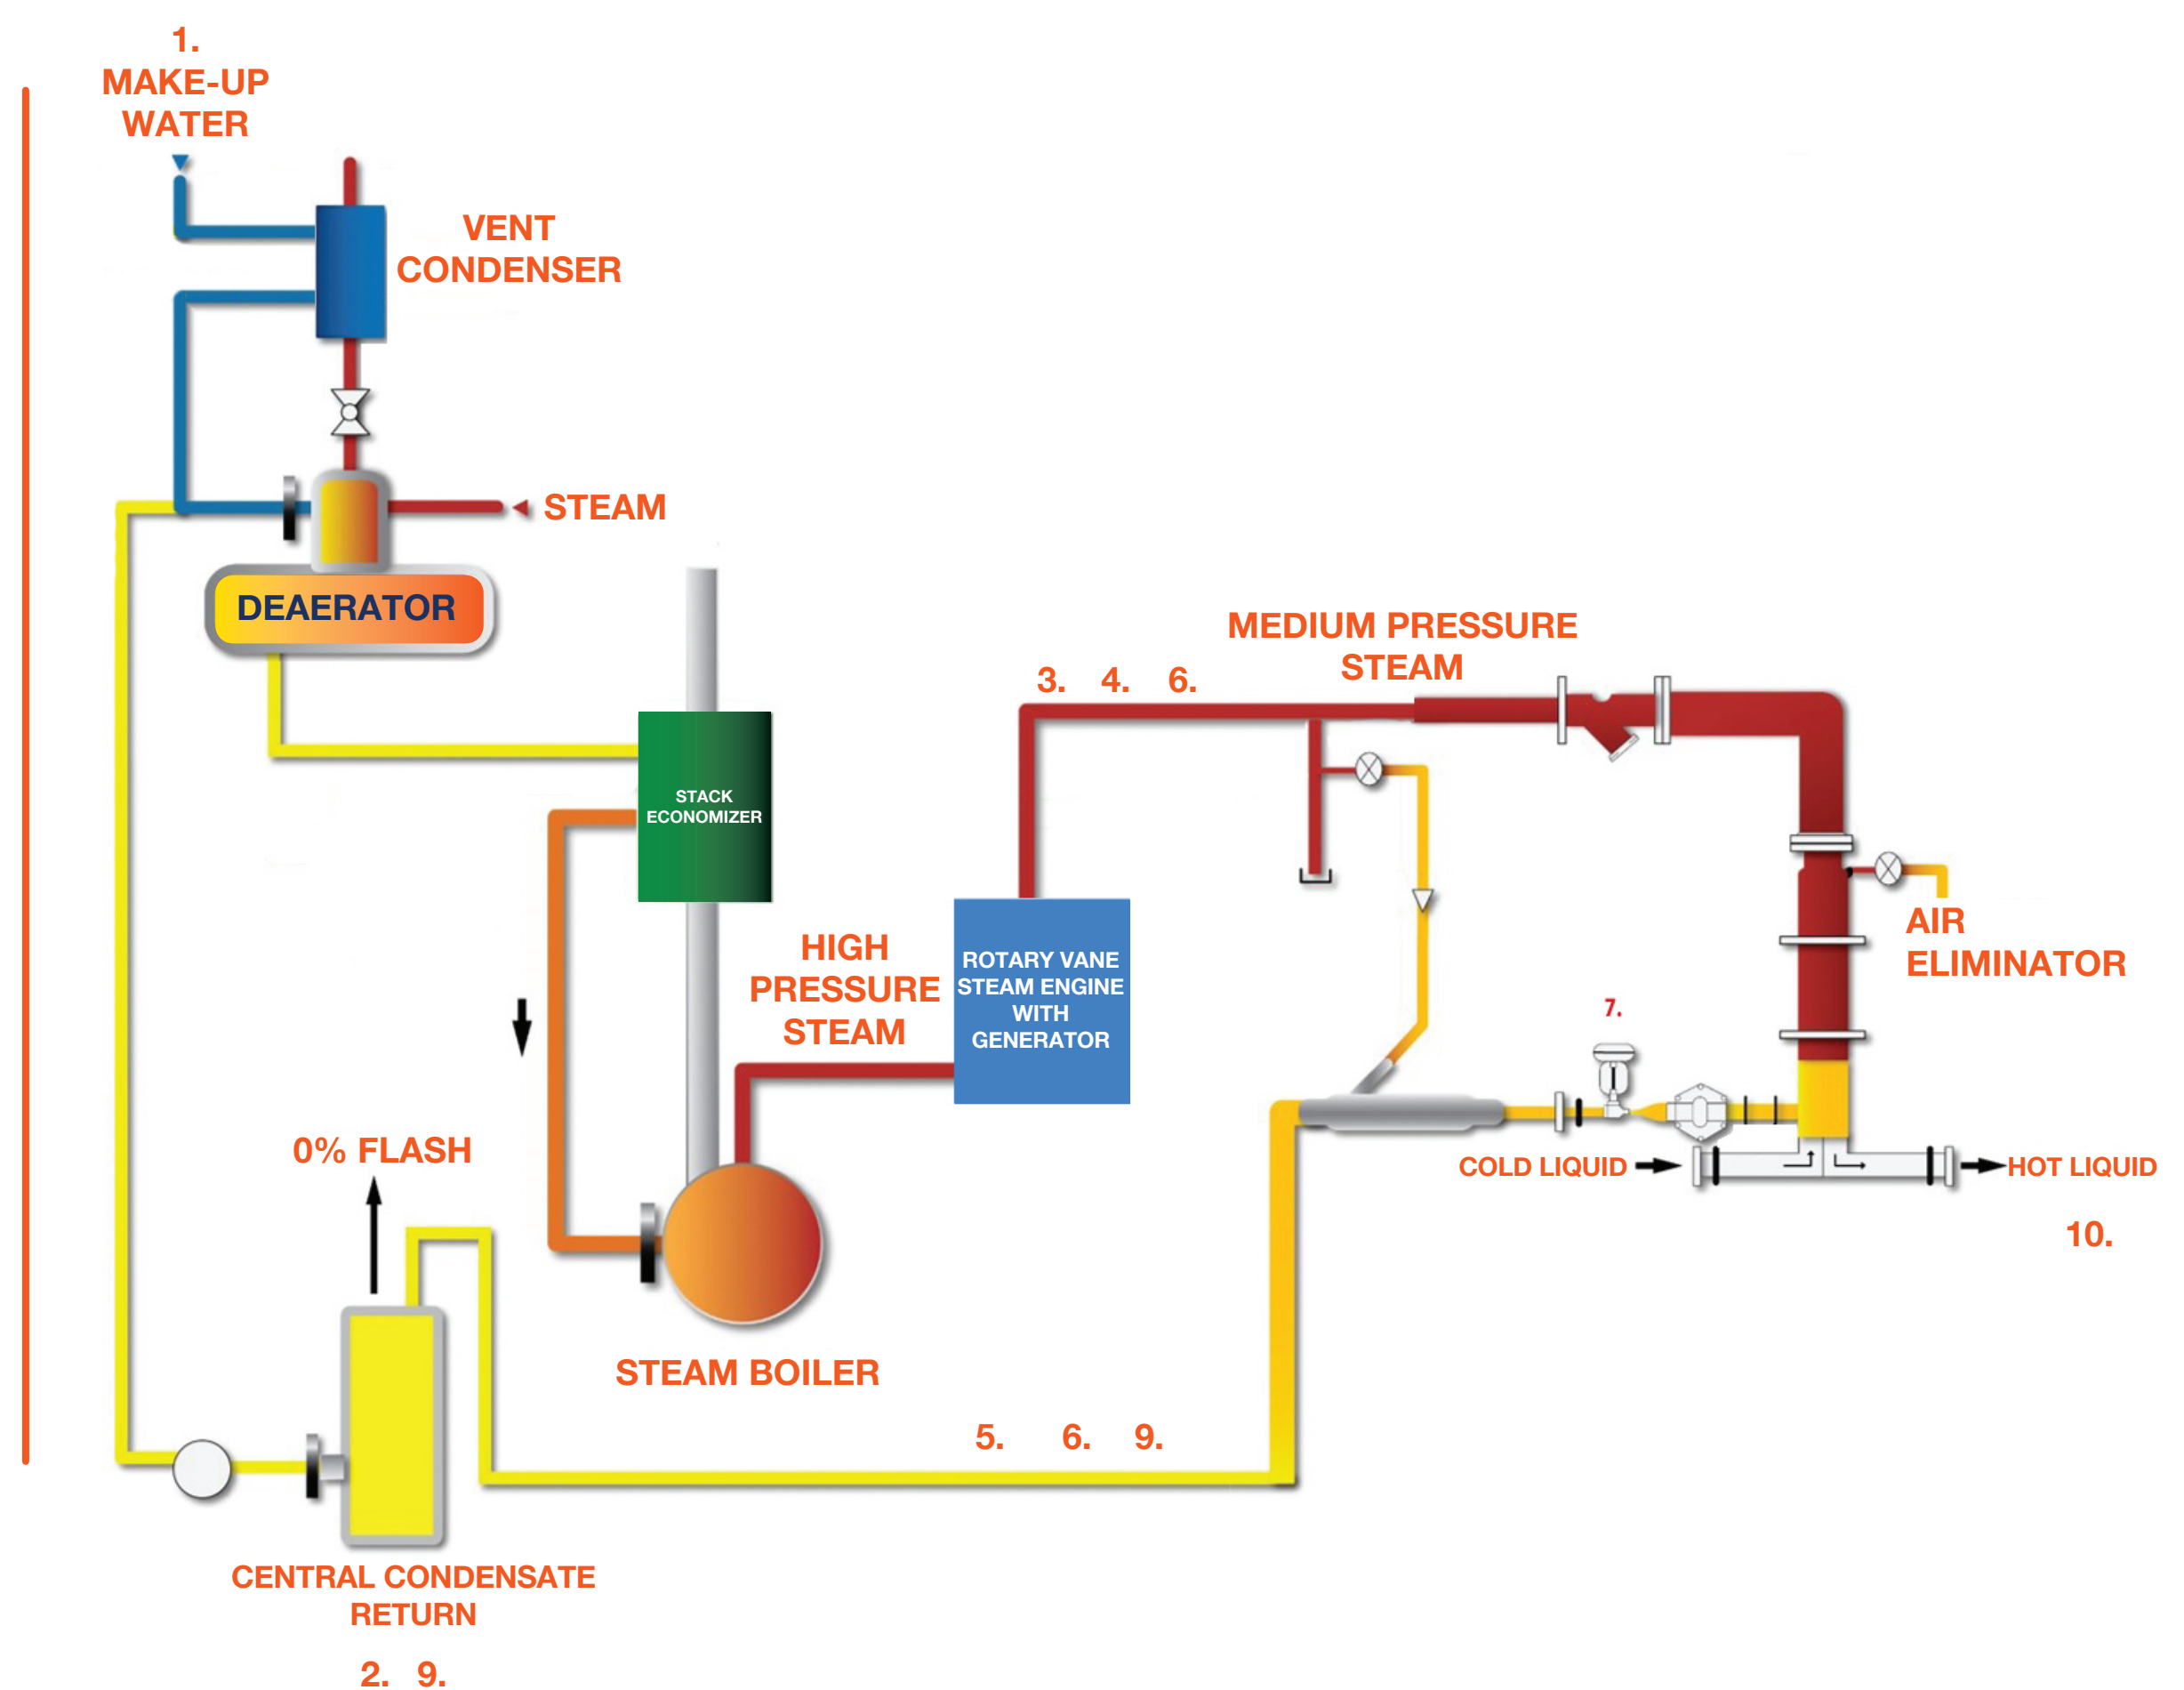 1.
MAKE-UP
WATER
VENT
CONDENSER
STEAM
DEAERATOR
MEDIUM PRESSURE
STEAM
3. 4. 6.
STACK
ECONOMIZER
AIR
ELIMINATOR
HIGH
PRESSURE
STEAM
ROTARY VANE
STEAM ENGINE
WITH
GENERATOR
7.
0% FLASH
COLD LIQUID
HOT LIQUID
10.
STEAM BOILER
5. 6. 9.
CENTRAL CONDENSATE
RETURN
2. 9.